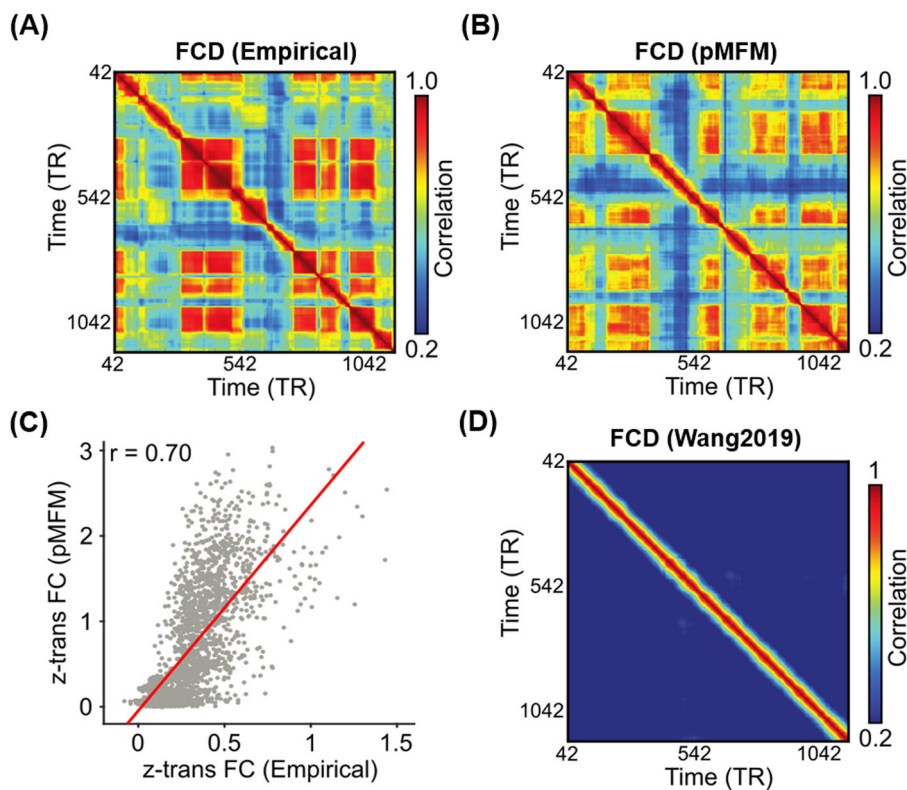 (A)
FCD (Empirical)
42
542
1042
Time (TR)
42
542
1042
Time (TR)
1.0
0.2
Correlation
(B)
FCD (pMFM)
42
542
1042
Time (TR)
42
542
1042
Time (TR)
1.0
0.2
Correlation
(C)
r = 0.70
3
2
1
0
z-trans FC (pMFM)
0
0.5
1.0
1.5
z-trans FC (Empirical)
(D)
FCD (Wang2019)
42
542
1042
Time (TR)
42
542
1042
Time (TR)
1
0.2
Correlation